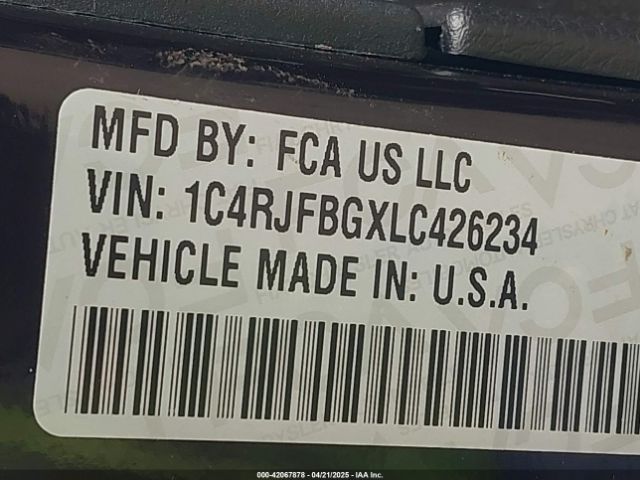 MFD BY: FCA US LLC
VIN: 1C4RJFBGXLC426234
VEHICLE MADE IN: U.S.A.
000-42067878 - 04/21/2025 - IAA Inc.